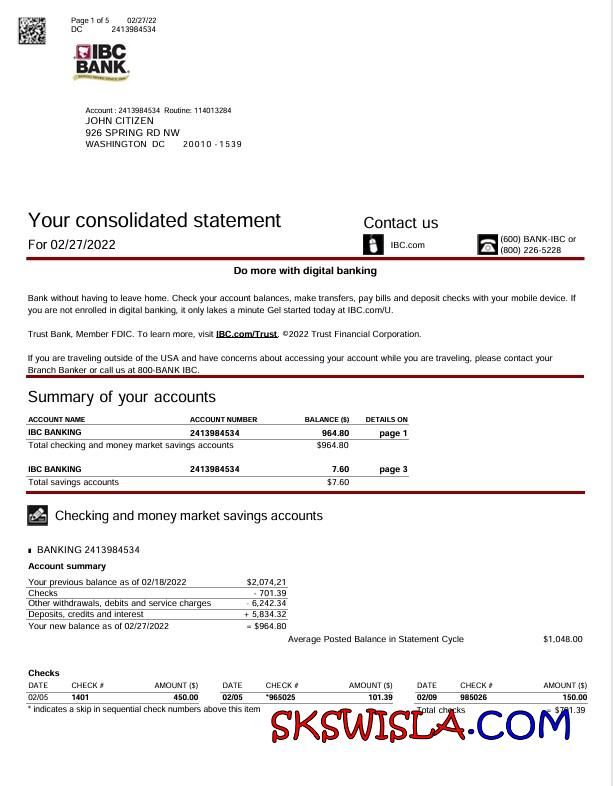 Page 1 of 5 02/27/22
DC 2413984534
IBC
BANK
Account : 2413984534 Routine: 114013284
JOHN CITIZEN
926 SPRING RD NW
WASHINGTON DC 20010 -1539
Your consolidated statement
For 02/27/2022
Contact us
IBC.com
(600) BANK-IBC or
(800) 226-5228
Do more with digital banking
Bank without having to leave home. Check your account balances, make transfers, pay bills and deposit checks with your mobile device. If
you are not enrolled in digital banking, it only lakes a minute Gel started today at IBC.com/U.
Trust Bank, Member FDIC. To learn more, visit IBC.com/Trust. ©2022 Trust Financial Corporation.
If you are traveling outside of the USA and have concerns about accessing your account while you are traveling, please contact your
Branch Banker or call us at 800-BANK IBC.
Summary of your accounts
ACCOUNT NAME ACCOUNT NUMBER BALANCE ($) DETAILS ON
IBC BANKING 2413984534 964.80 page 1
Total checking and money market savings accounts $964.80
IBC BANKING 2413984534 7.60 page 3
Total savings accounts $7.60
Checking and money market savings accounts
BANKING 2413984534
Account summary
Your previous balance as of 02/18/2022 $2,074,21
Checks - 701.39
Other withdrawals, debits and service charges - 6,242.34
Deposits, credits and interest + 5,834.32
Your new balance as of 02/27/2022 = $964.80
Average Posted Balance in Statement Cycle $1,048.00
Checks
DATE CHECK # AMOUNT ($) DATE CHECK # AMOUNT ($) DATE CHECK # AMOUNT ($)
02/05 1401 450.00 02/05 *965025 101.39 02/09 985026 150.00
* indicates a skip in sequential check numbers above this item Total checks = $701.39
SKSWISLA.COM